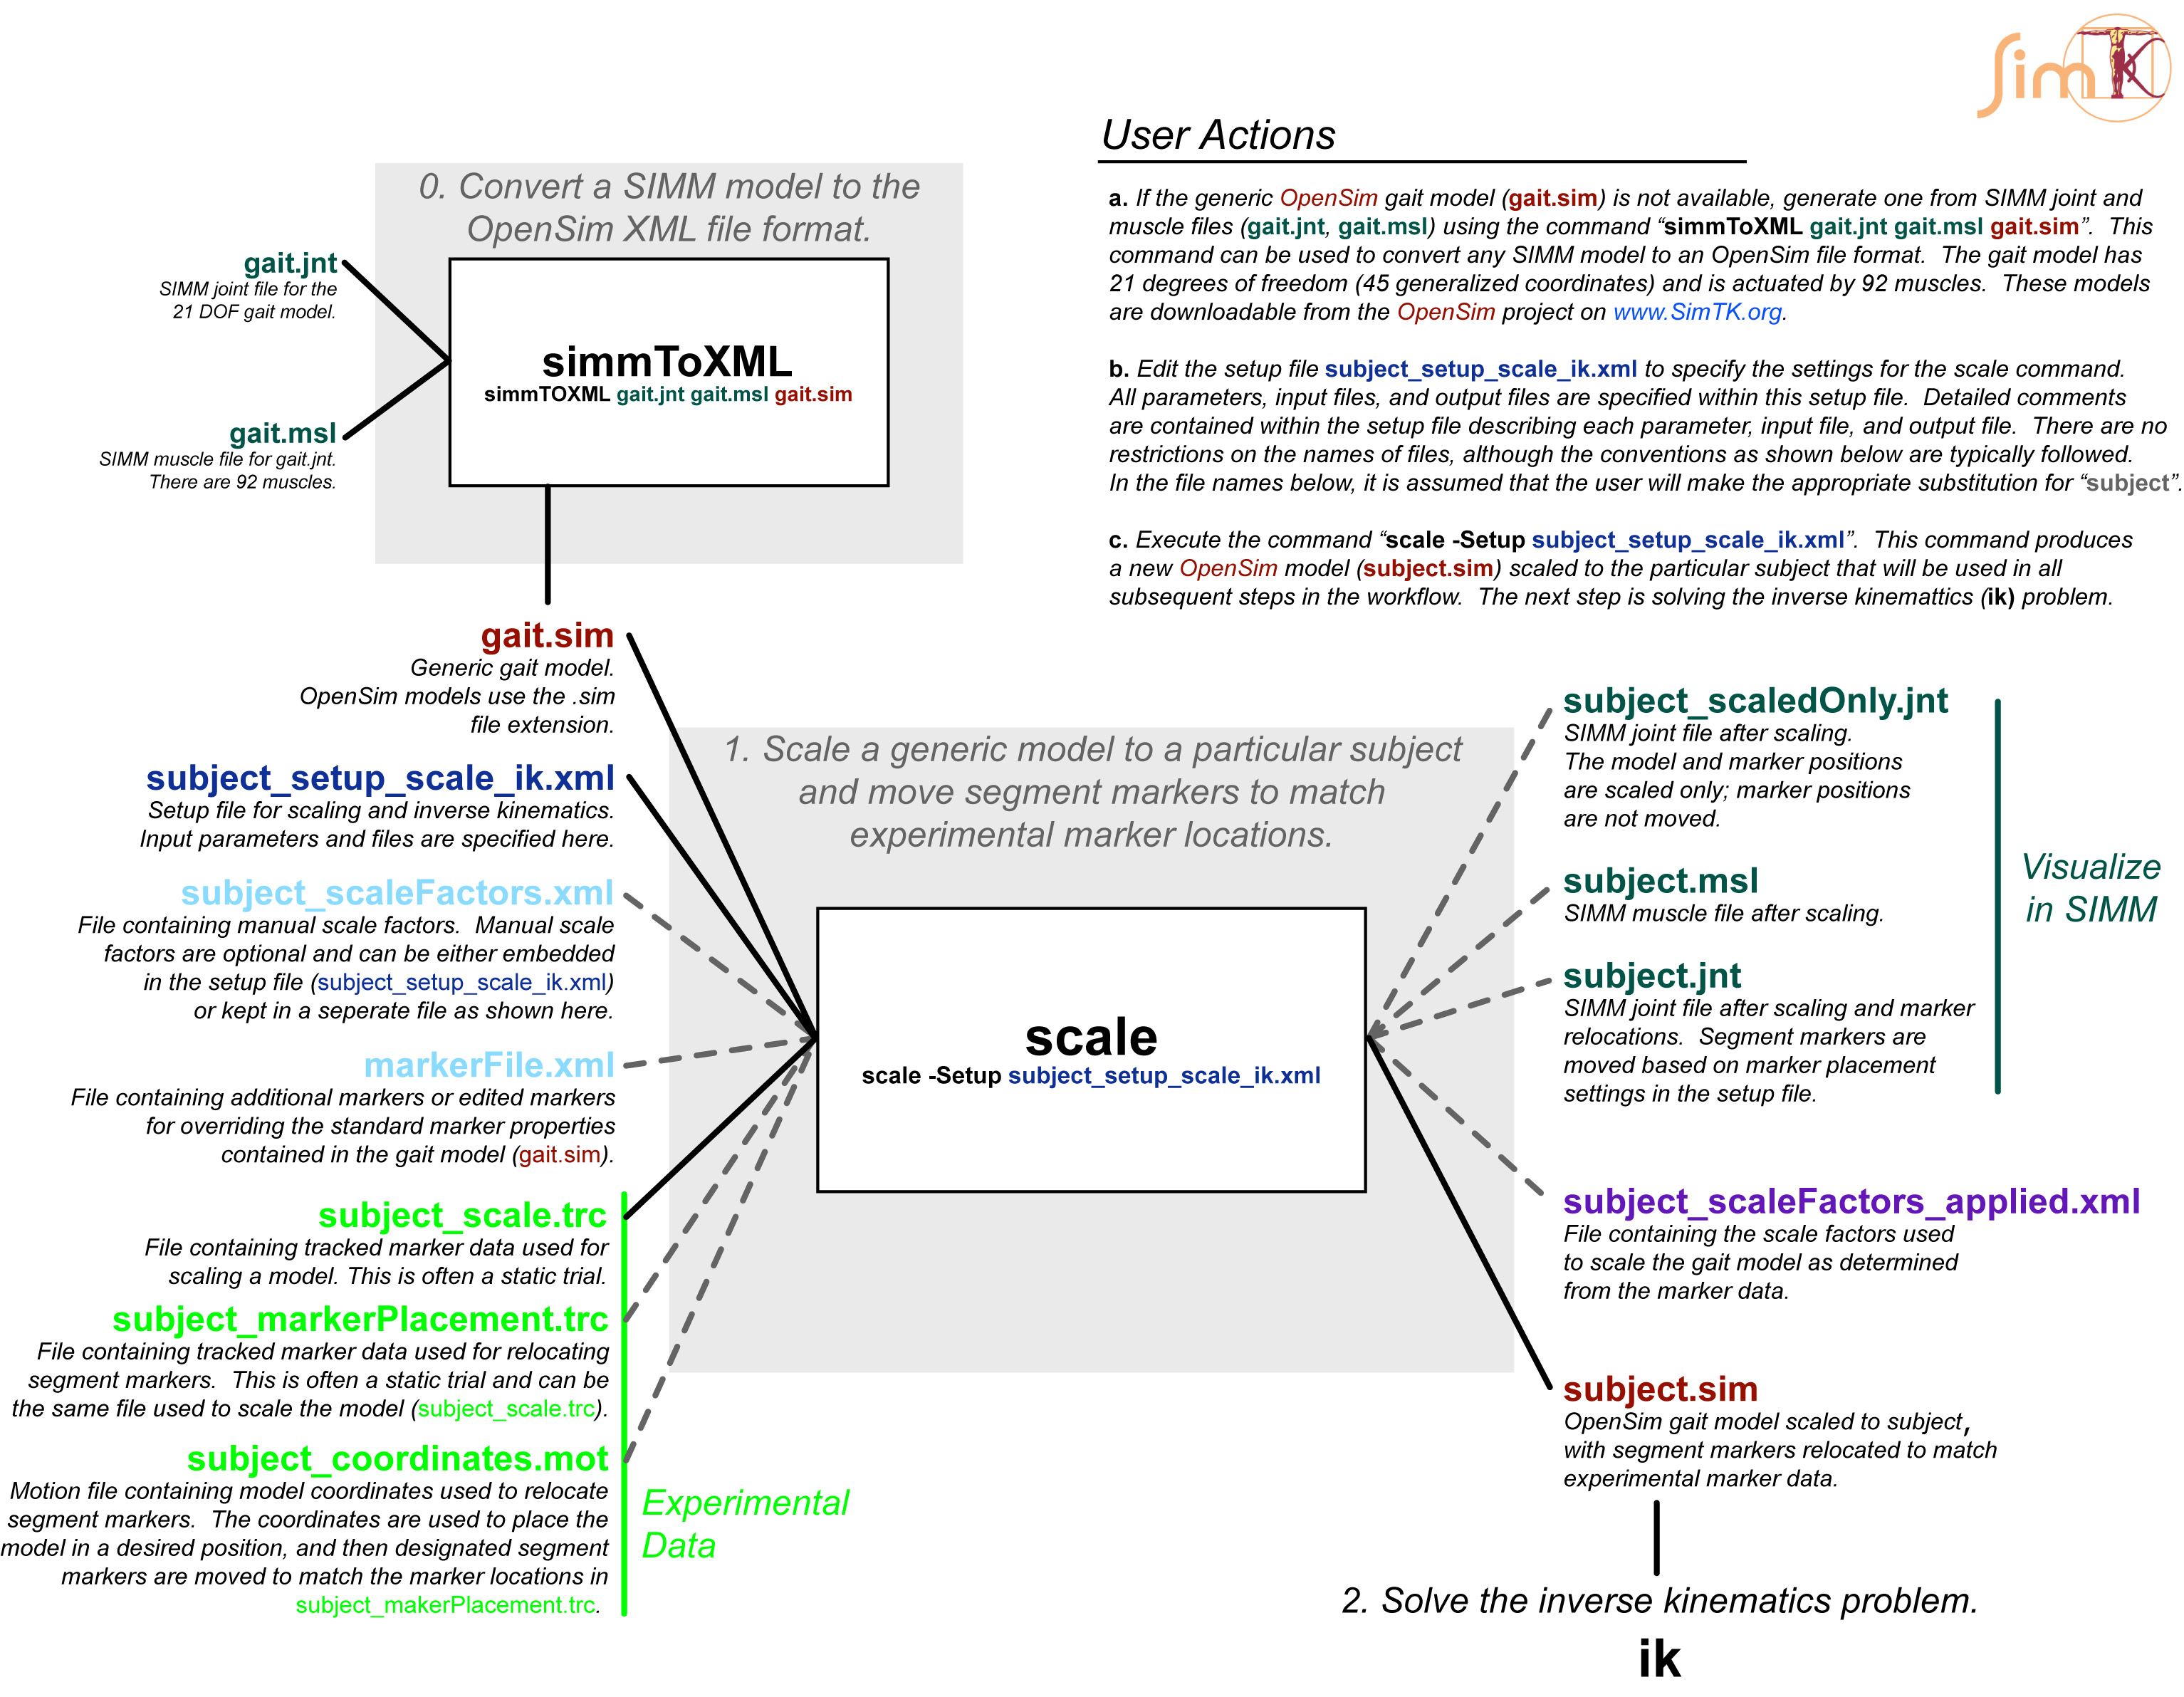 SimTK
User Actions
a. If the generic OpenSim gait model (gait.sim) is not available, generate one from SIMM joint and
muscle files (gait.jnt, gait.msl) using the command “simmToXML gait.jnt gait.msl gait.sim”.  This
command can be used to convert any SIMM model to an OpenSim file format.  The gait model has
21 degrees of freedom (45 generalized coordinates) and is actuated by 92 muscles.  These models
are downloadable from the OpenSim project on www.SimTK.org.
b. Edit the setup file subject_setup_scale_ik.xml to specify the settings for the scale command.
All parameters, input files, and output files are specified within this setup file.  Detailed comments
are contained within the setup file describing each parameter, input file, and output file.  There are no
restrictions on the names of files, although the conventions as shown below are typically followed.
In the file names below, it is assumed that the user will make the appropriate substitution for “subject”.
c. Execute the command “scale -Setup subject_setup_scale_ik.xml”.  This command produces
a new OpenSim model (subject.sim) scaled to the particular subject that will be used in all
subsequent steps in the workflow.  The next step is solving the inverse kinemattics (ik) problem.
0. Convert a SIMM model to the
OpenSim XML file format.
gait.jnt
SIMM joint file for the
21 DOF gait model.
gait.msl
SIMM muscle file for gait.jnt.
There are 92 muscles.
simmToXML
simmTOXML gait.jnt gait.msl gait.sim
gait.sim
Generic gait model.
OpenSim models use the .sim
file extension.
subject_setup_scale_ik.xml
Setup file for scaling and inverse kinematics.
Input parameters and files are specified here.
subject_scaleFactors.xml
File containing manual scale factors.  Manual scale
factors are optional and can be either embedded
in the setup file (subject_setup_scale_ik.xml)
or kept in a seperate file as shown here.
markerFile.xml
File containing additional markers or edited markers
for overriding the standard marker properties
contained in the gait model (gait.sim).
subject_scale.trc
File containing tracked marker data used for
scaling a model. This is often a static trial.
subject_markerPlacement.trc
File containing tracked marker data used for relocating
segment markers.  This is often a static trial and can be
the same file used to scale the model (subject_scale.trc).
subject_coordinates.mot
Motion file containing model coordinates used to relocate
segment markers.  The coordinates are used to place the
model in a desired position, and then designated segment
markers are moved to match the marker locations in
subject_makerPlacement.trc.
Experimental
Data
1. Scale a generic model to a particular subject
and move segment markers to match
experimental marker locations.
scale
scale -Setup subject_setup_scale_ik.xml
subject_scaledOnly.jnt
SIMM joint file after scaling.
The model and marker positions
are scaled only; marker positions
are not moved.
subject.msl
SIMM muscle file after scaling.
subject.jnt
SIMM joint file after scaling and marker
relocations.  Segment markers are
moved based on marker placement
settings in the setup file.
Visualize
in SIMM
subject_scaleFactors_applied.xml
File containing the scale factors used
to scale the gait model as determined
from the marker data.
subject.sim
OpenSim gait model scaled to subject,
with segment markers relocated to match
experimental marker data.
2. Solve the inverse kinematics problem.
ik